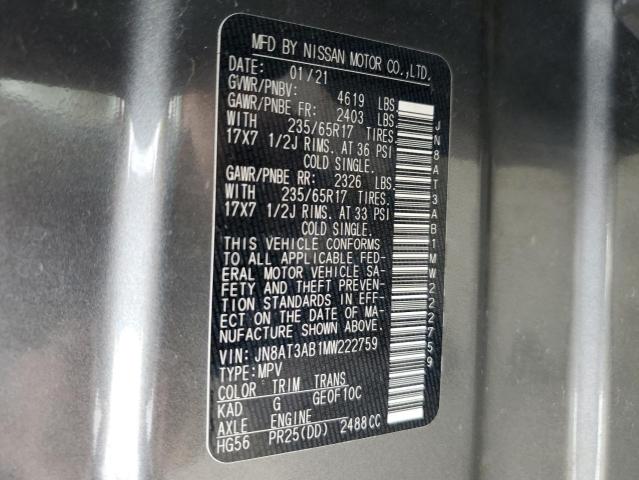 MFD BY NISSAN MOTOR CO.,LTD.
DATE: 01/21
GVWR/PNBV: 4619 LBS
GAWR/PNBE FR: 2403 LBS.
WITH 235/65R17 TIRES.
17X7 1/2J RIMS. AT 36 PSI
COLD SINGLE.
GAWR/PNBE RR: 2326 LBS.
WITH 235/65R17 TIRES.
17X7 1/2J RIMS. AT 33 PSI
COLD SINGLE.
THIS VEHICLE CONFORMS
TO ALL APPLICABLE FED-
ERAL MOTOR VEHICLE SA-
FETY AND THEFT PREVEN-
TION STANDARDS IN EFF-
ECT ON THE DATE OF MA-
NUFACTURE SHOWN ABOVE.
VIN: JN8AT3AB1MW222759
TYPE:MPV
COLOR TRIM TRANS
KAD G GE0F10C
AXLE ENGINE
HG56 PR25(DD) 2488CC
JN8AT3AB1MW222759